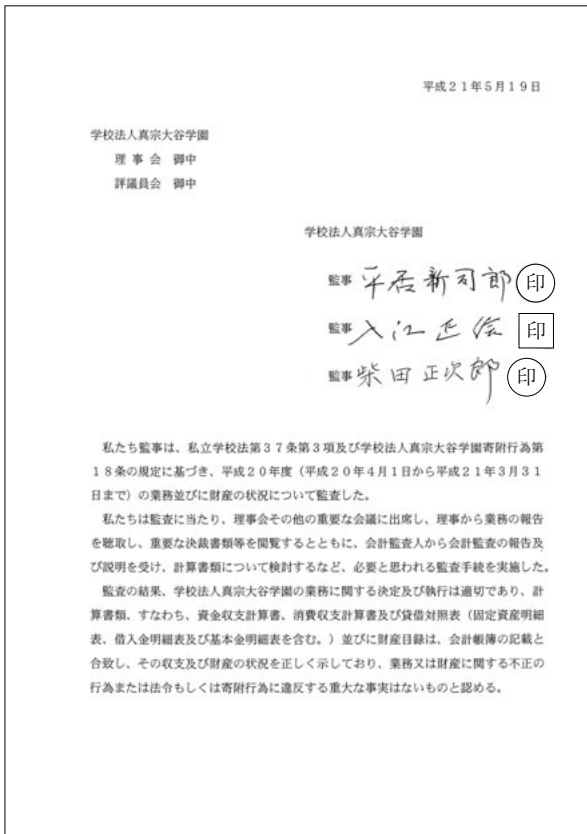 平成21年5月19日
学校法人真宗大谷学園
理 事 会　御中
評議員会　御中
学校法人真宗大谷学園
監事 平居新司郎 印
監事 入江正信 印
監事 柴田正次郎 印
私たち監事は、私立学校法第37条第3項及び学校法人真宗大谷学園寄附行為第
18条の規定に基づき、平成20年度（平成20年4月1日から平成21年3月31
日まで）の業務並びに財産の状況について監査した。
私たちは監査に当たり、理事会その他の重要な会議に出席し、理事から業務の報告
を聴取し、重要な決裁書類等を閲覧するとともに、会計監査人から会計監査の報告及
び説明を受け、計算書類について検討するなど、必要と思われる監査手続を実施した。
監査の結果、学校法人真宗大谷学園の業務に関する決定及び執行は適切であり、計
算書類、すなわち、資金収支計算書、消費収支計算書及び貸借対照表（固定資産明細
表、借入金明細表及び基本金明細表を含む。）並びに財産目録は、会計帳簿の記載と
合致し、その収支及び財産の状況を正しく示しており、業務又は財産に関する不正の
行為または法令もしくは寄附行為に違反する重大な事実はないものと認める。